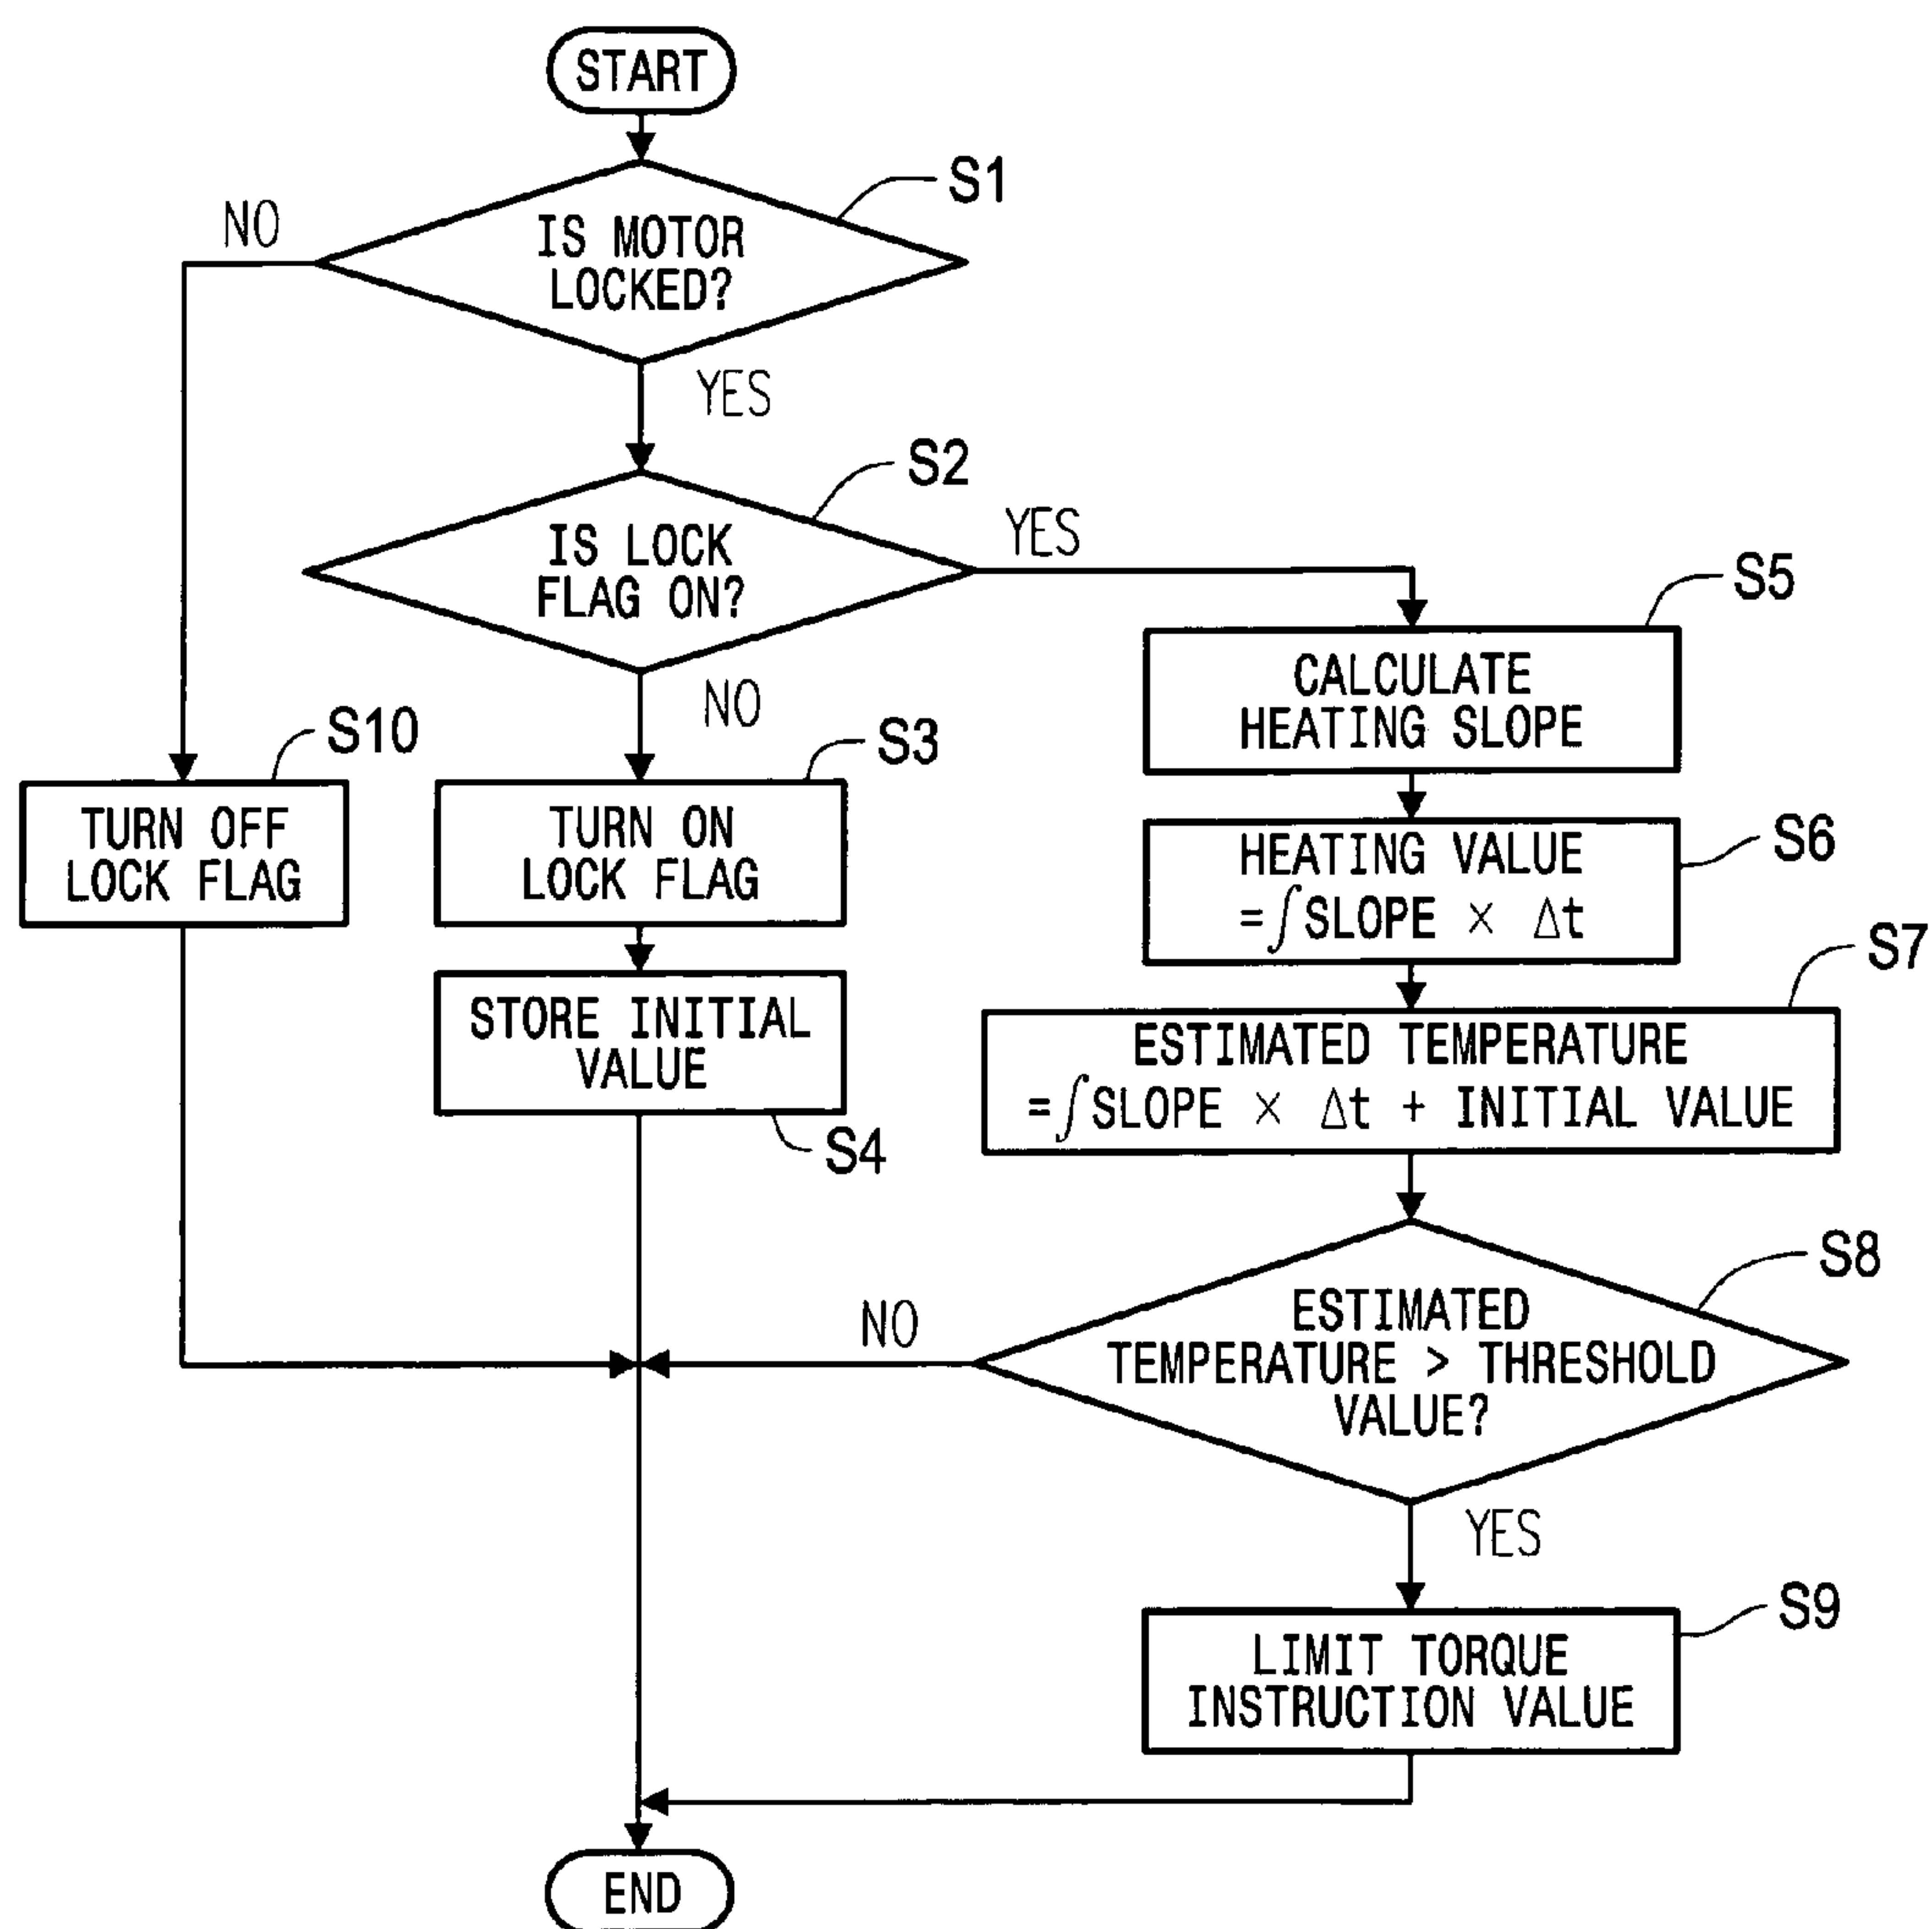 START
S1
NO
IS MOTOR
LOCKED?
YES
S2
IS LOCK
FLAG ON?
YES
NO
S10
TURN OFF
LOCK FLAG
S3
TURN ON
LOCK FLAG
STORE INITIAL
VALUE
S4
S5
CALCULATE
HEATING SLOPE
S6
HEATING VALUE
=∫SLOPE × Δt
S7
ESTIMATED TEMPERATURE
=∫SLOPE × Δt + INITIAL VALUE
S8
ESTIMATED
TEMPERATURE > THRESHOLD
VALUE?
NO
YES
S9
LIMIT TORQUE
INSTRUCTION VALUE
END